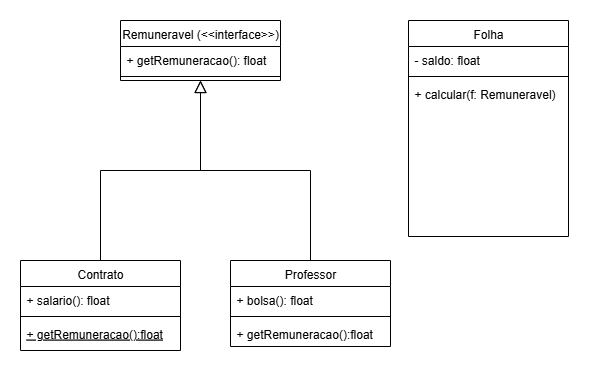 Remuneravel (<<interface>>)
+ getRemuneracao(): float
Folha
- saldo: float
+ calcular(f: Remuneravel)
Contrato
+ salario(): float
+ getRemuneracao():float
Professor
+ bolsa(): float
+ getRemuneracao():float